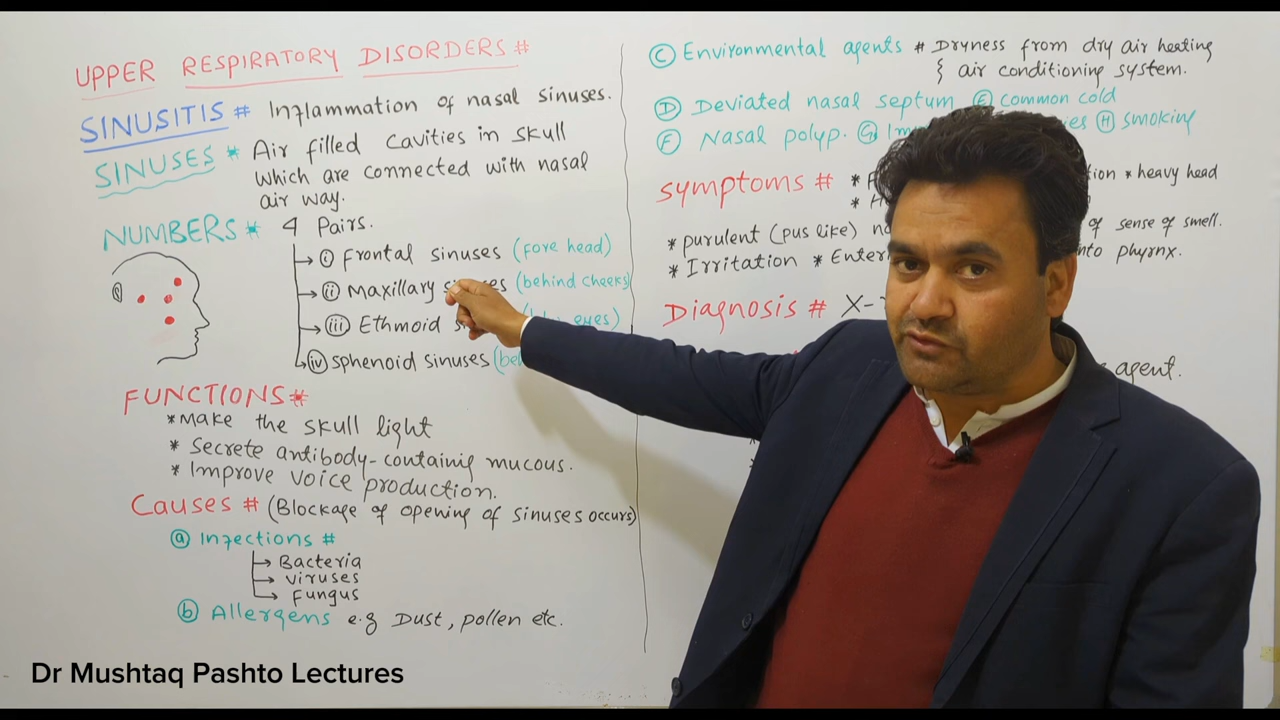 UPPER RESPIRATORY DISORDERS #
SINUSITIS # Inflammation of nasal sinuses.
SINUSES * Air filled cavities in skull
which are connected with nasal
air way.
NUMBERS * 4 Pairs.
(i) Frontal sinuses (fore head)
(ii) Maxillary (behind cheeks)
(iii) Ethmoid eyes)
(iv) sphenoid sinuses
FUNCTIONS #
* Make the skull light
* Secrete antibody-containing mucous.
* Improve voice production.
Causes # (Blockage of opening of sinuses occurs)
(a) Infections #
Bacteria
viruses
Fungus
(b) Allergens e.g Dust, pollen etc.
(C) Environmental agents # Dryness from dry air heating
& air conditioning system.
(D) Deviated nasal septum (E) common cold
(F) Nasal polyp. (G) (H) smoking
symptoms # * * heavy head
*
* purulent (pus like) of sense of smell.
* Irritation * phyrnx.
Diagnosis #
agent.
Dr Mushtaq Pashto Lectures